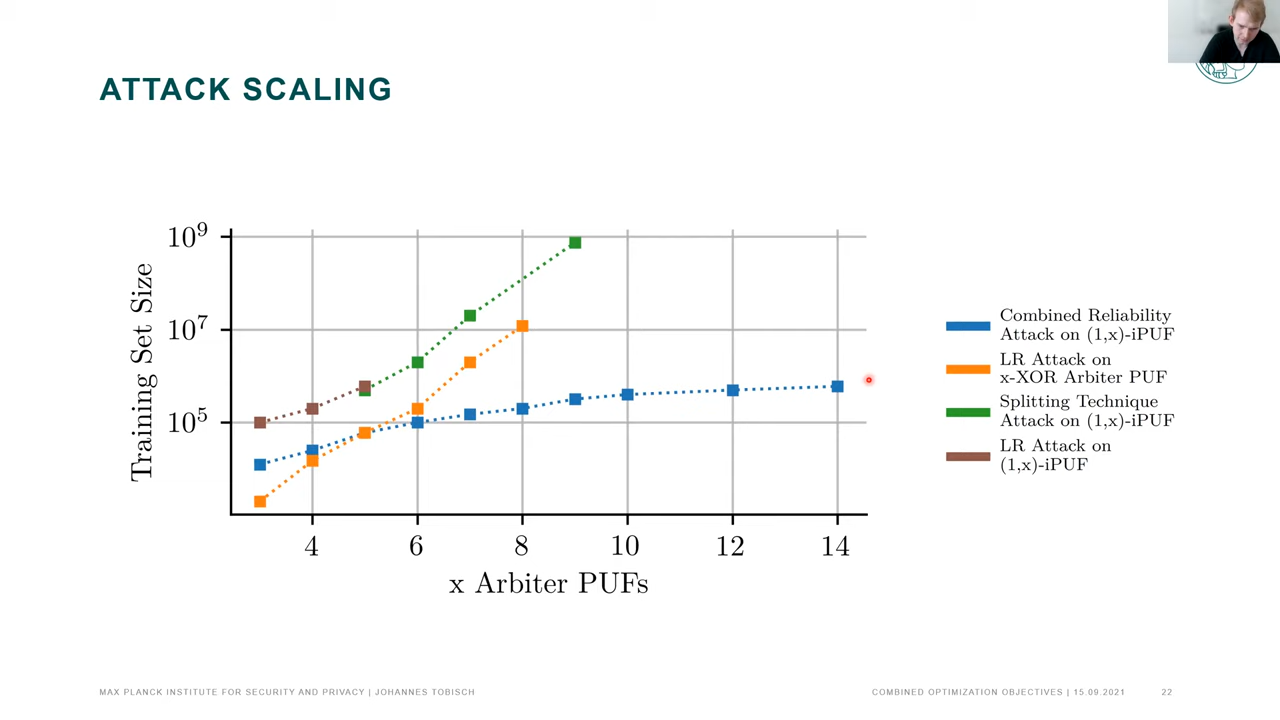 ATTACK SCALING
10⁹
10⁷
10⁵
Training Set Size
4 6 8 10 12 14
x Arbiter PUFs
Combined Reliability
Attack on (1,x)-iPUF
LR Attack on
x-XOR Arbiter PUF
Splitting Technique
Attack on (1,x)-iPUF
LR Attack on
(1,x)-iPUF
MAX PLANCK INSTITUTE FOR SECURITY AND PRIVACY | JOHANNES TOBISCH
COMBINED OPTIMIZATION OBJECTIVES | 15.09.2021 22